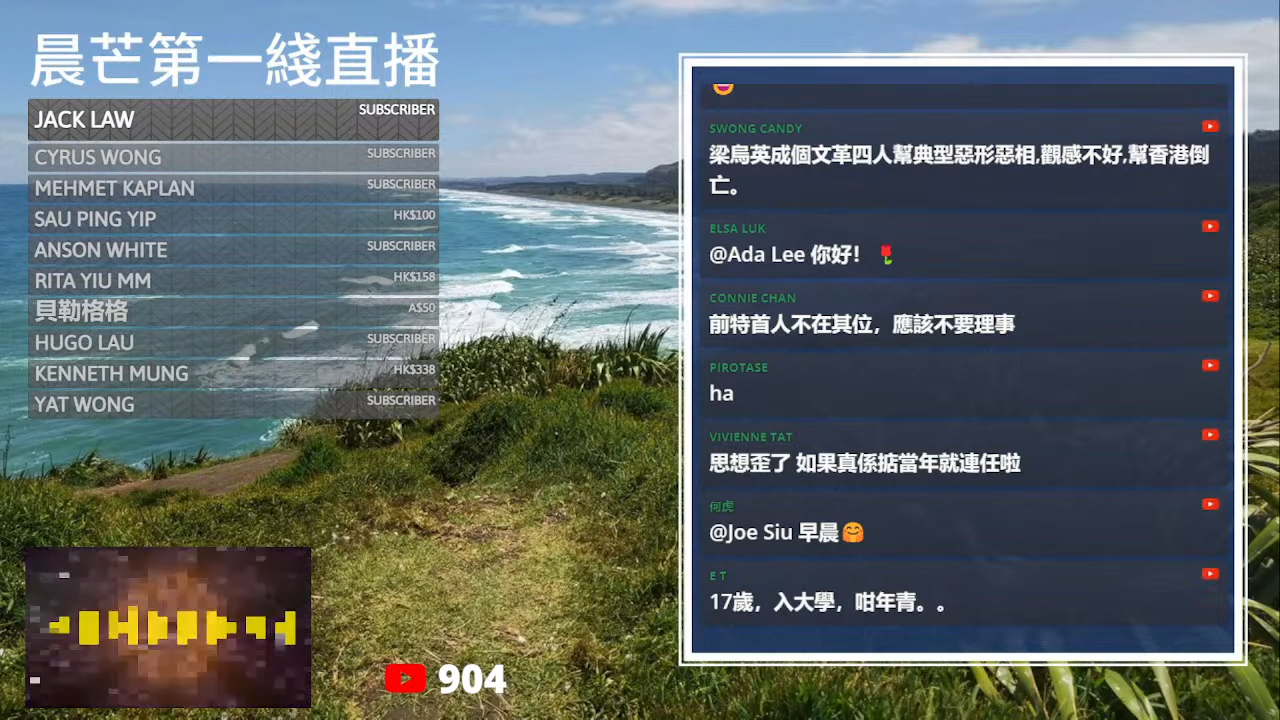 晨芒第一綫直播
JACK LAW SUBSCRIBER
CYRUS WONG SUBSCRIBER
MEHMET KAPLAN SUBSCRIBER
SAU PING YIP HK$100
ANSON WHITE SUBSCRIBER
RITA YIU MM HK$158
貝勒格格 A$50
HUGO LAU SUBSCRIBER
KENNETH MUNG HK$338
YAT WONG SUBSCRIBER
SWONG CANDY
梁鳥英成個文革四人幫典型惡形惡相,觀感不好,幫香港倒
亡。
ELSA LUK
@Ada Lee 你好！🌷
CONNIE CHAN
前特首人不在其位，應該不要理事
PIROTASE
ha
VIVIENNE TAT
思想歪了 如果真係掂當年就連任啦
何虎
@Joe Siu 早晨🤗
E T
17歲，入大學，咁年青。。
904